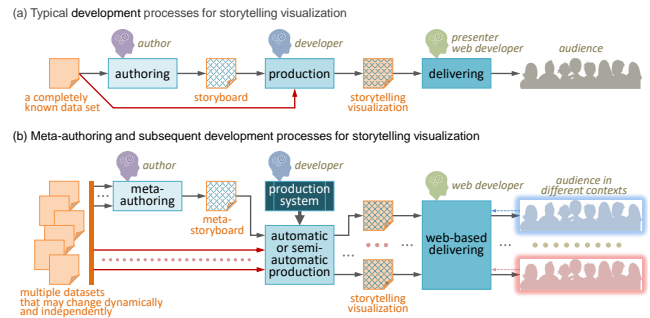 (a) Typical development processes for storytelling visualization
author
developer
presenter
web developer
audience
authoring
production
delivering
a completely
known data set
storyboard
storytelling
visualization
(b) Meta-authoring and subsequent development processes for storytelling visualization
author
developer
web developer
audience in
different contexts
meta-
authoring
production
system
meta-
storyboard
automatic
or semi-
automatic
production
web-based
delivering
storytelling
visualization
multiple datasets
that may change dynamically
and independently